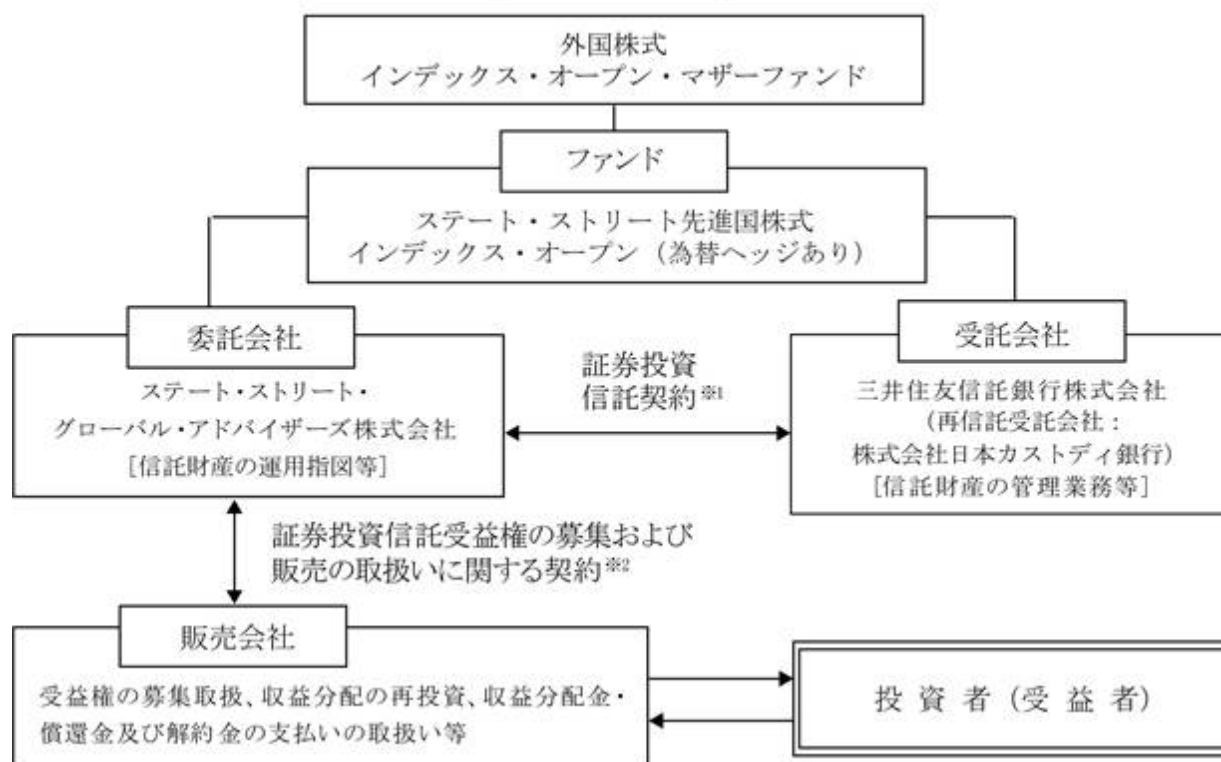 外国株式
インデックス・オープン・マザーファンド
ファンド
ステート・ストリート先進国株式
インデックス・オープン（為替ヘッジあり）
委託会社
ステート・ストリート・
グローバル・アドバイザーズ株式会社
[信託財産の運用指図等]
証券投資
信託契約※1
受託会社
三井住友信託銀行株式会社
(再信託受託会社：
株式会社日本カストディ銀行)
[信託財産の管理業務等]
証券投資信託受益権の募集および
販売の取扱いに関する契約※2
販売会社
受益権の募集取扱、収益分配の再投資、収益分配金・
償還金及び解約金の支払いの取扱い等
投資者(受益者)